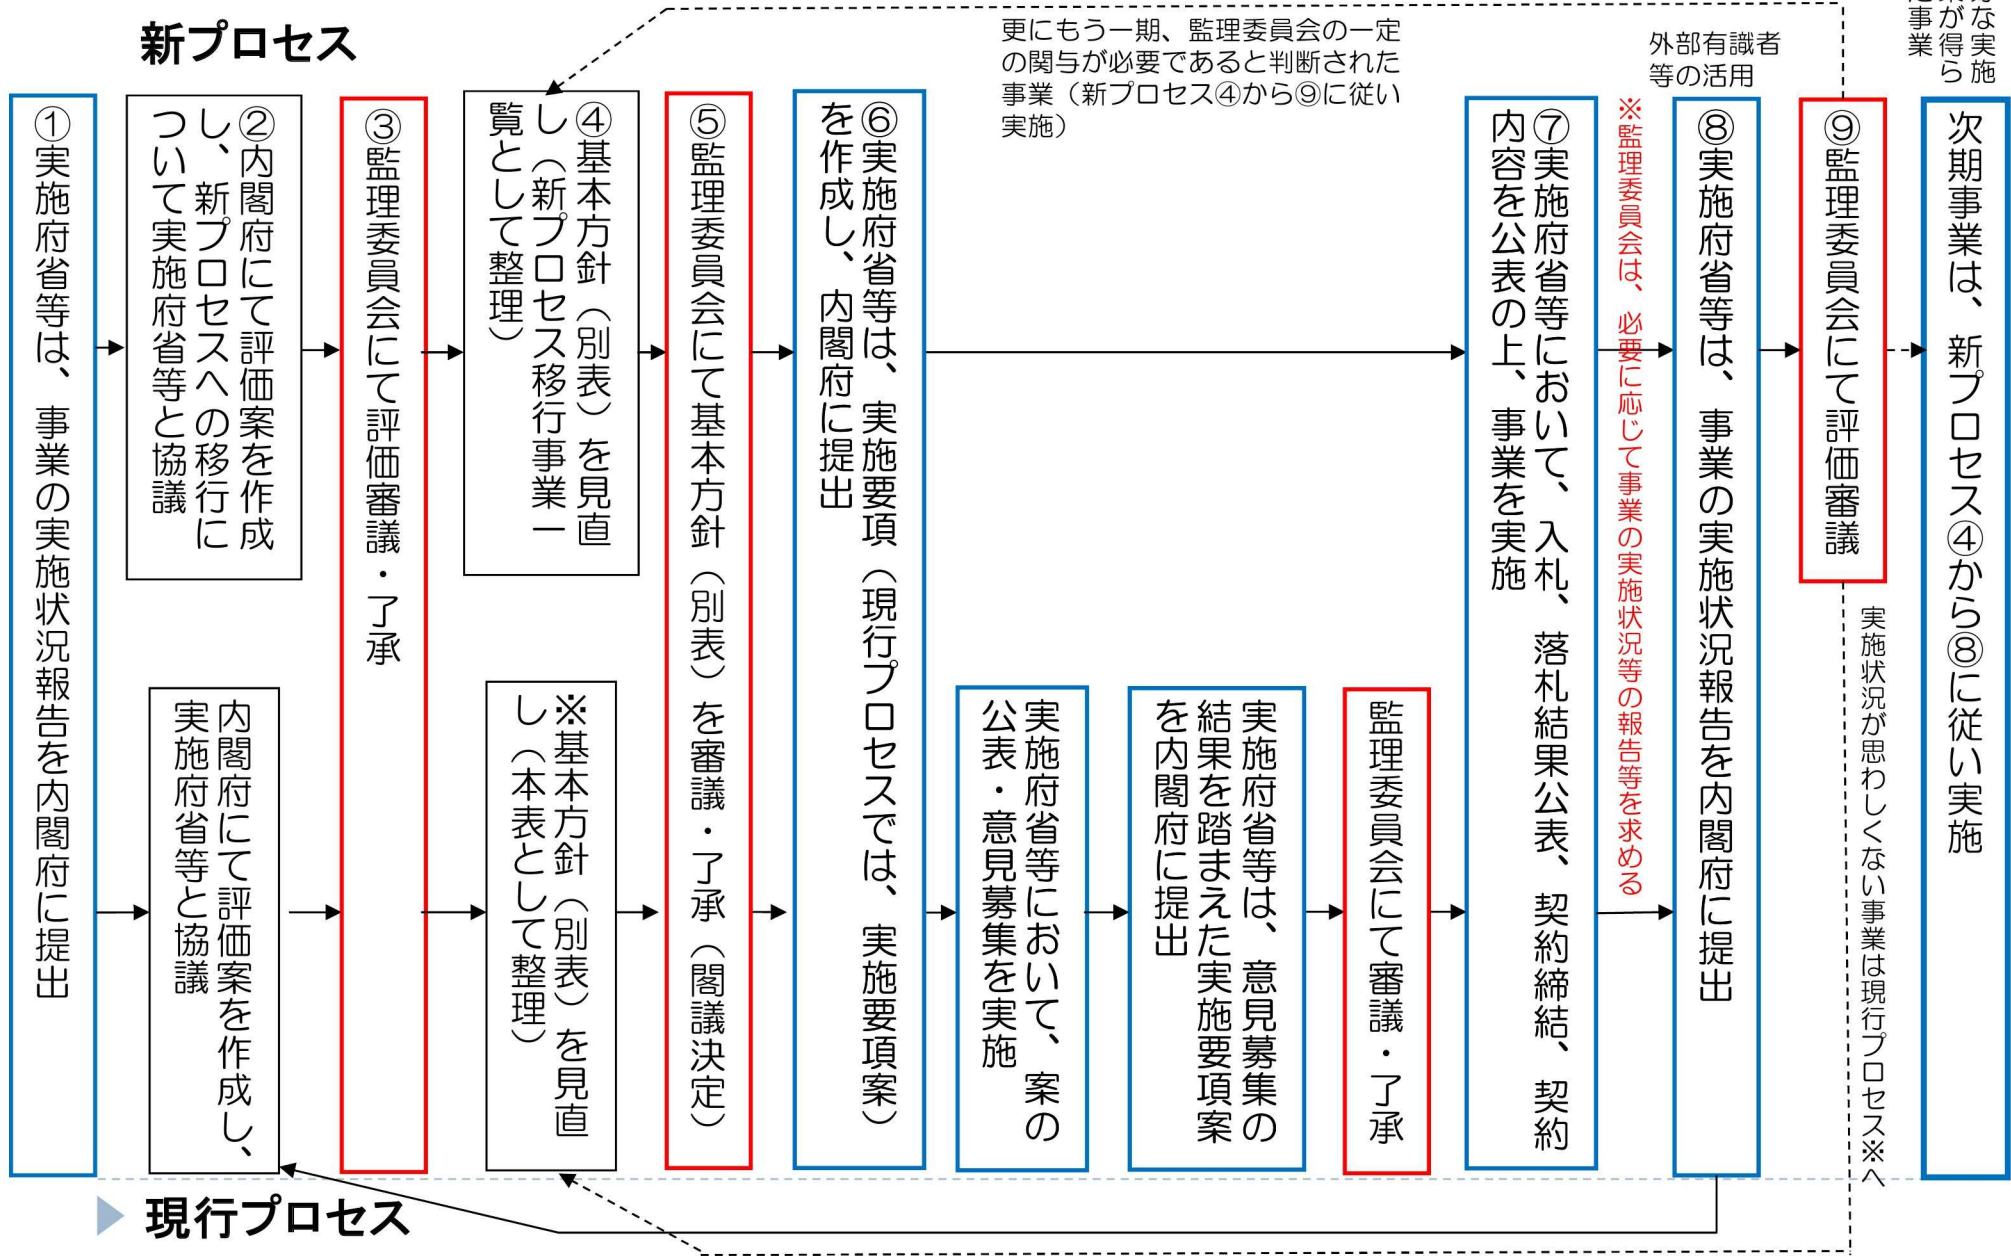 新プロセス
更にもう一期、監理委員会の一定
の関与が必要であると判断された
事業（新プロセス④から⑨に従い
実施）
外部有識者
等の活用
な実施
が得ら
事業
①実施府省等は、事業の実施状況報告を内閣府に提出
②内閣府にて評価案を作成
し、新プロセスへの移行に
ついて実施府省等と協議
③監理委員会にて評価審議・了承
④基本方針（別表）を見直
し（新プロセス移行事業一
覧として整理）
⑤監理委員会にて基本方針（別表）を審議・了承（閣議決定）
⑥実施府省等は、実施要項（現行プロセスでは、実施要項案）
を作成し、内閣府に提出
⑦実施府省等において、入札、落札結果公表、契約締結、契約
内容を公表の上、事業を実施
※監理委員会は、必要に応じて事業の実施状況等の報告等を求める
⑧実施府省等は、事業の実施状況報告を内閣府に提出
⑨監理委員会にて評価審議
次期事業は、新プロセス④から⑧に従い実施
実施状況が思わしくない事業は現行プロセス※へ
内閣府にて評価案を作成し、
実施府省等と協議
※基本方針（別表）を見直
し（本表として整理）
実施府省等において、案の
公表・意見募集を実施
実施府省等は、意見募集の
結果を踏まえた実施要項案
を内閣府に提出
監理委員会にて審議・了承
現行プロセス